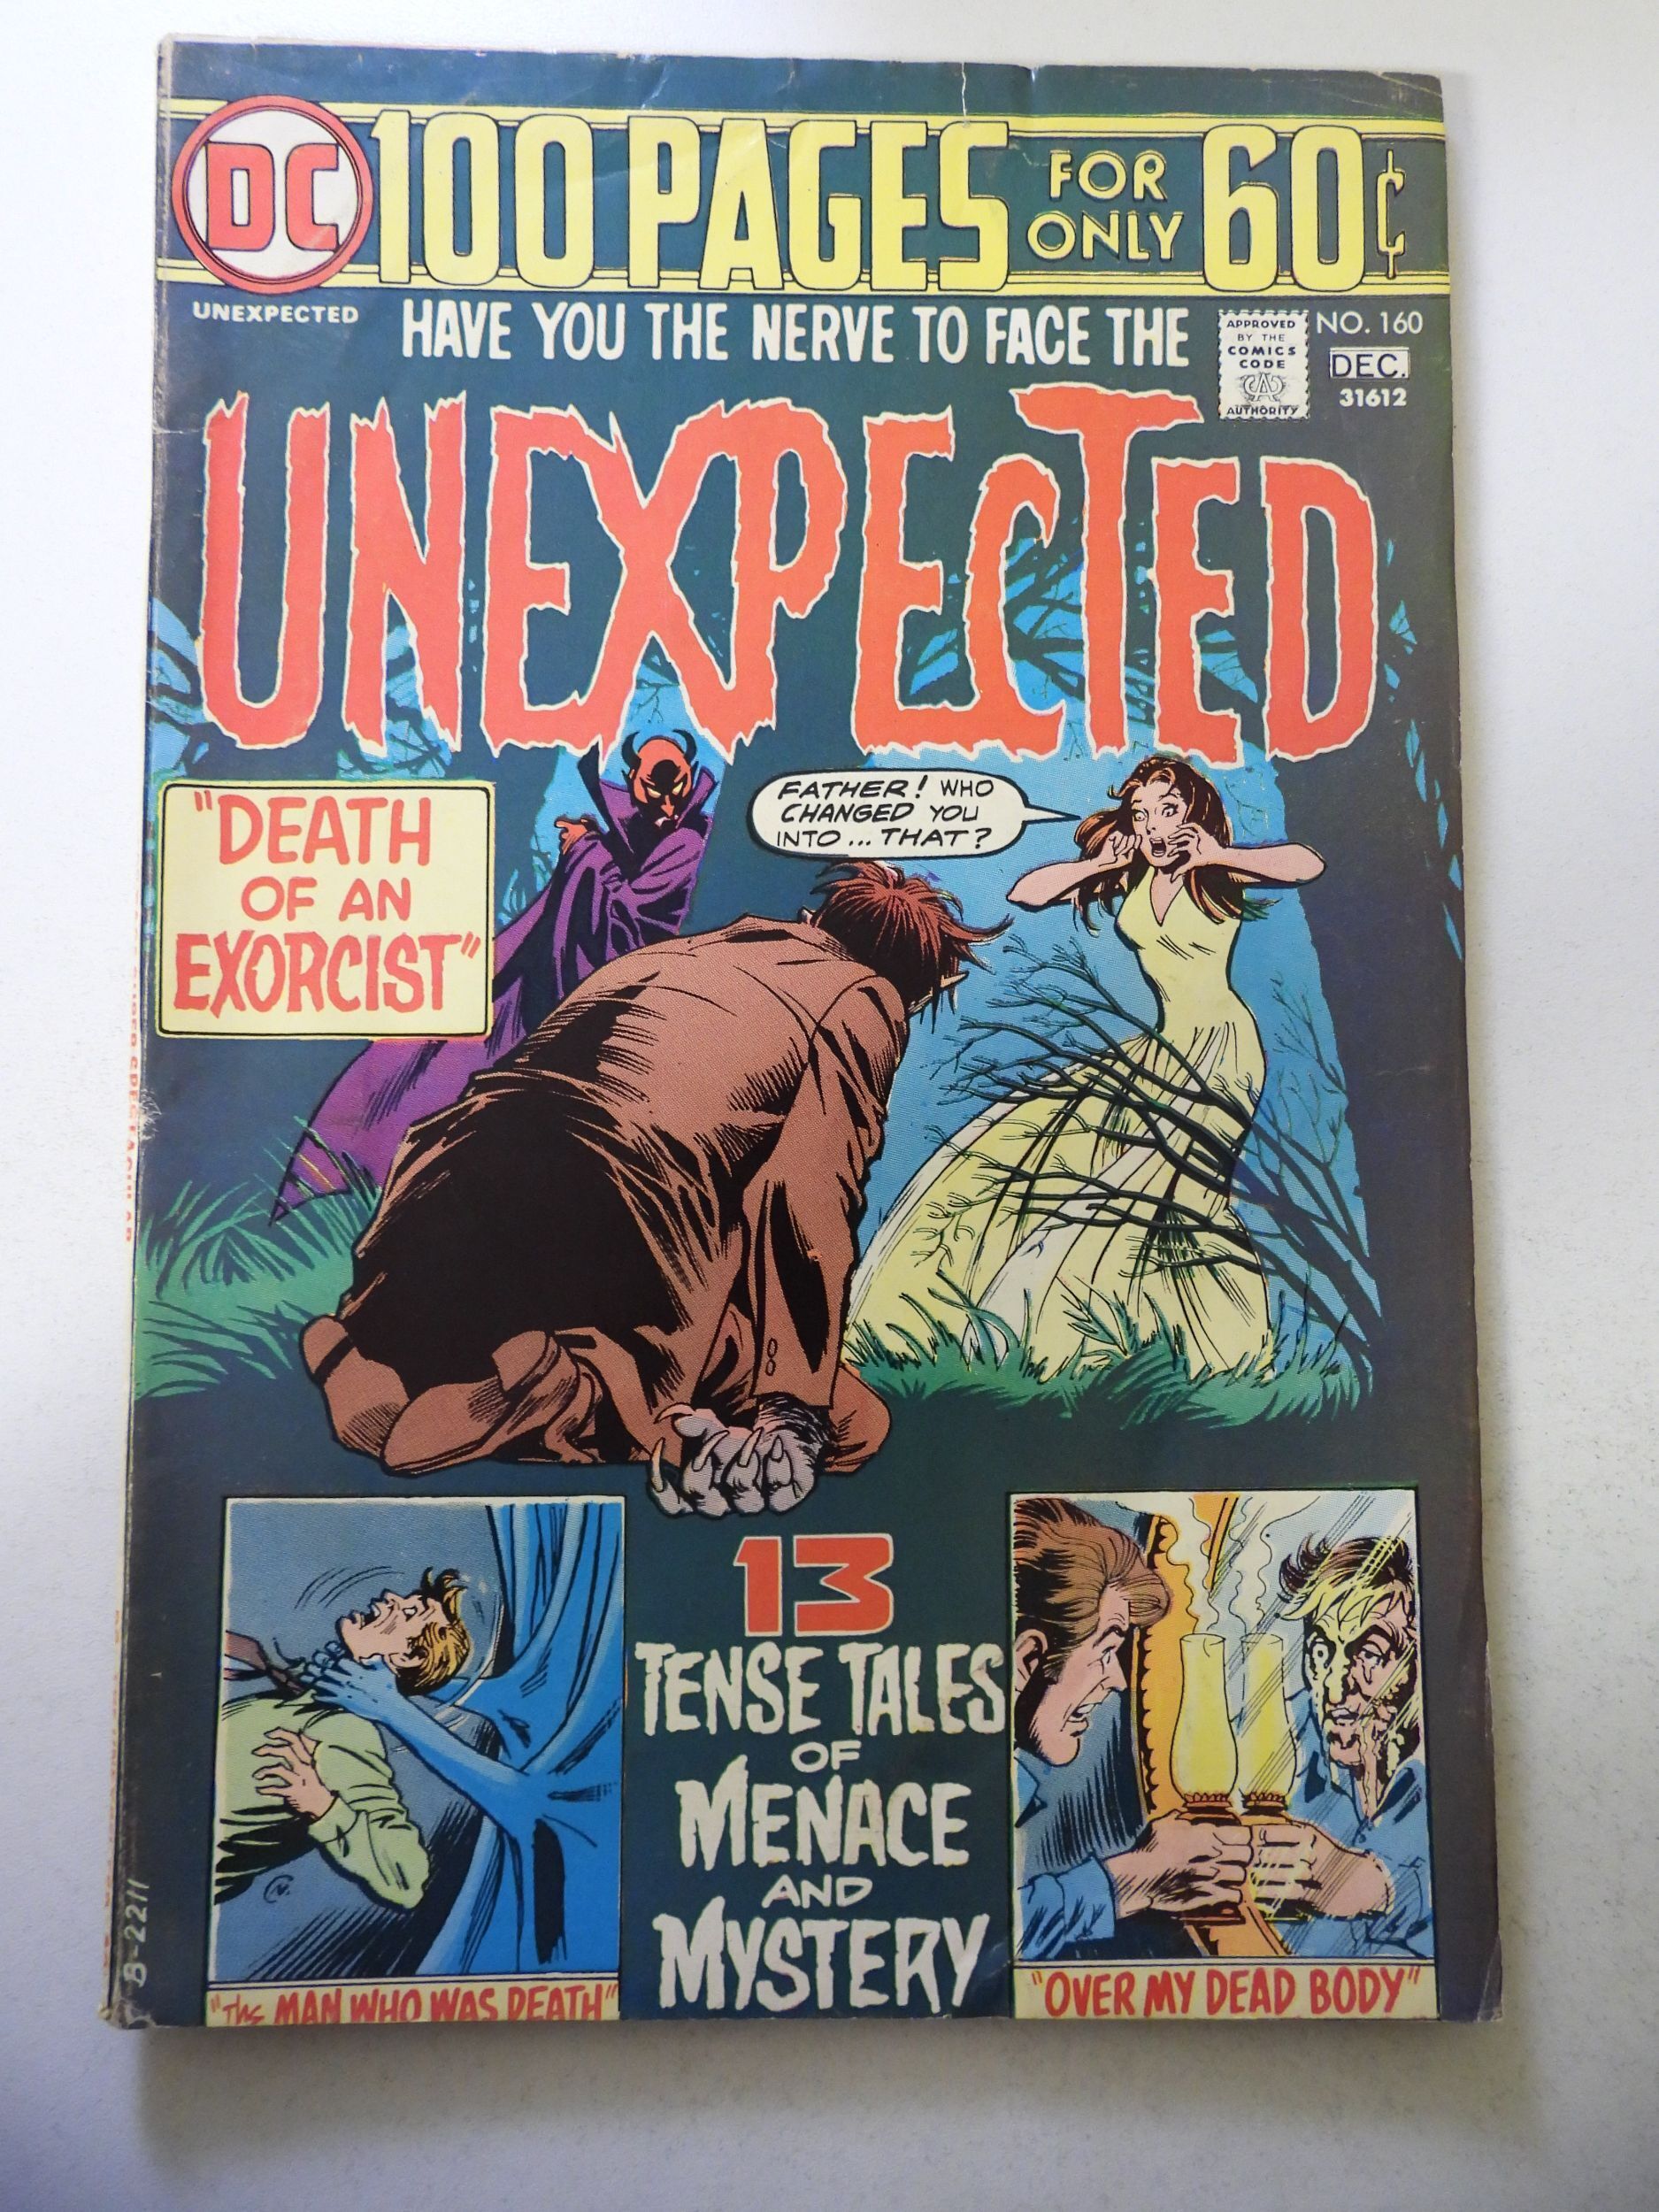 DC
100 PAGES FOR ONLY 60¢
UNEXPECTED
HAVE YOU THE NERVE TO FACE THE
APPROVED
BY THE
COMICS
CODE
CA
AUTHORITY
NO. 160
DEC.
31612
UNEXPECTED
"DEATH
OF AN
EXORCIST"
FATHER! WHO
CHANGED YOU
INTO...THAT?
13
TENSE TALES
OF
MENACE
AND
MYSTERY
"The MAN WHO WAS DEATH"
"OVER MY DEAD BODY"
B-2211